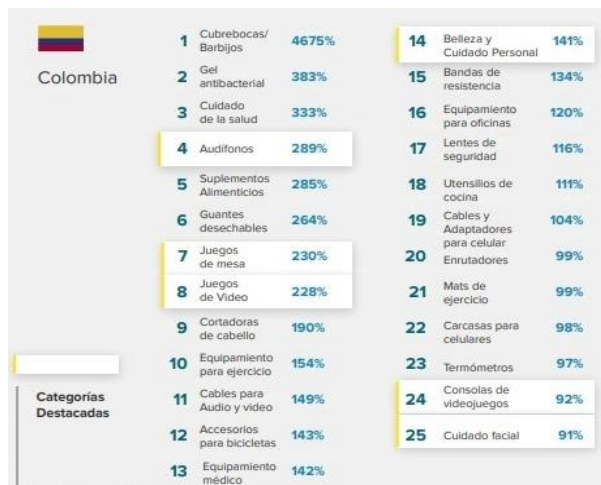 Colombia
Categorías
Destacadas
1 Cubrebocas/ 4675%
Barbijos
2 Gel 383%
antibacterial
3 Cuidado 333%
de la salud
4 Audífonos 289%
5 Suplementos 285%
Alimenticios
6 Guantes 264%
desechables
7 Juegos 230%
de mesa
8 Juegos 228%
de Video
9 Cortadoras 190%
de cabello
10 Equipamiento 154%
para ejercicio
11 Cables para 149%
Audio y video
12 Accesorios 143%
para bicicletas
13 Equipamiento 142%
médico
14 Belleza y 141%
Cuidado Personal
15 Bandas de 134%
resistencia
16 Equipamiento 120%
para oficinas
17 Lentes de 116%
seguridad
18 Utensilios de 111%
cocina
19 Cables y 104%
Adaptadores
para celular
20 Enrutadores 99%
21 Mats de 99%
ejercicio
22 Carcasas para 98%
celulares
23 Termómetros 97%
24 Consolas de 92%
videojuegos
25 Cuidado facial 91%